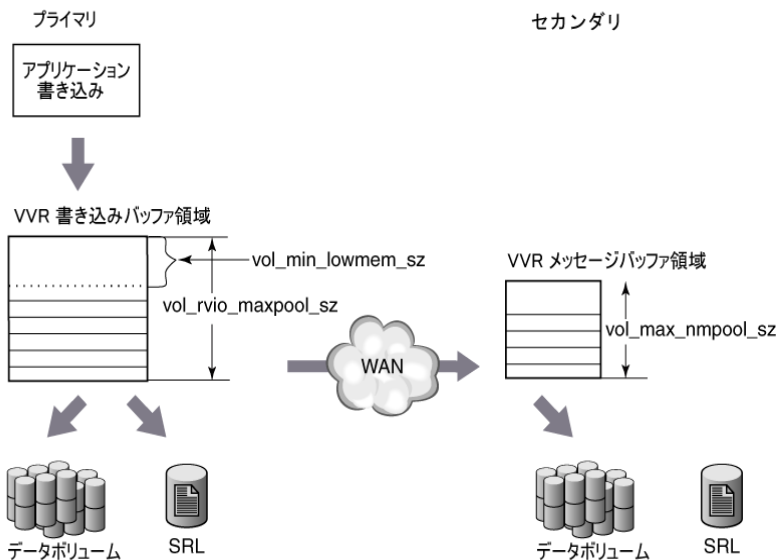 プライマリ
セカンダリ
アプリケーション
書き込み
VVR 書き込みバッファ領域
vol_min_lowmem_sz
VVR メッセージバッファ領域
vol_rvio_maxpool_sz
vol_max_nmpool_sz
WAN
データボリューム
SRL
データボリューム
SRL